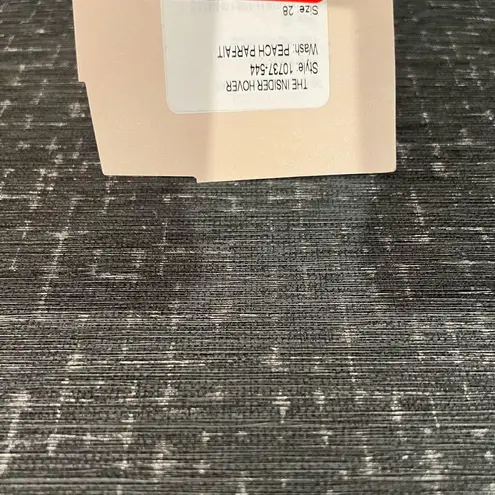 THE INSIDER HOVER
Style: 10737-544
Wash: PEACH PARFAIT
Size: 28